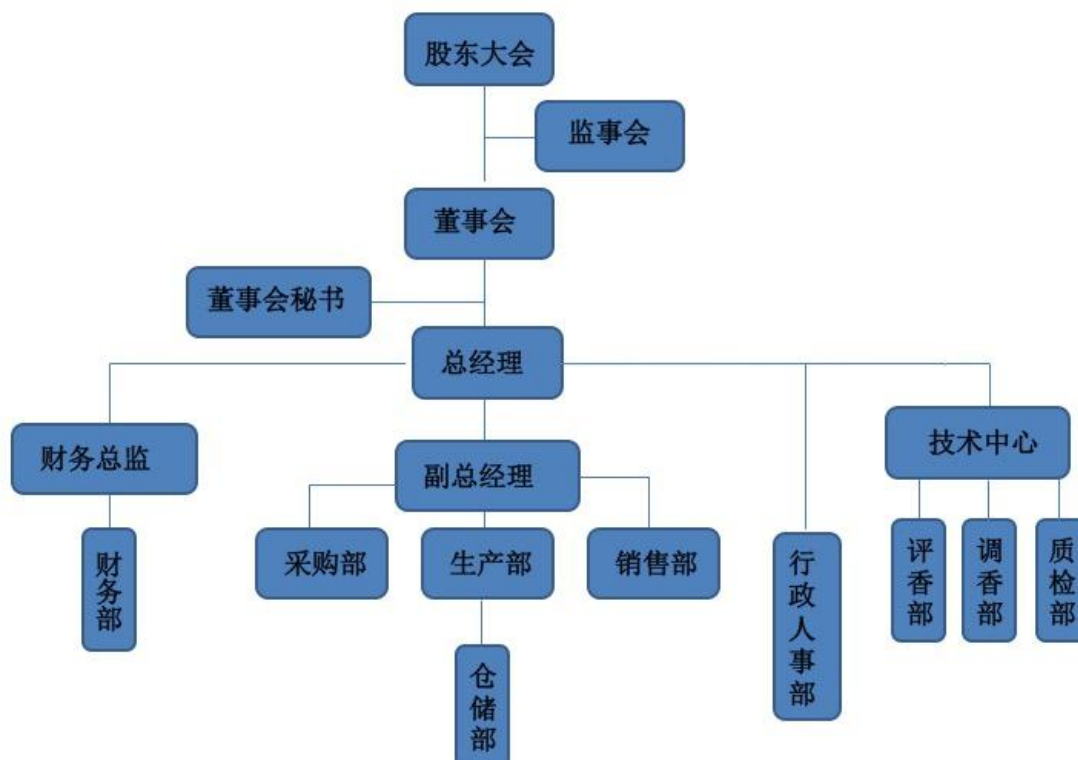 股东大会
监事会
董事会
董事会秘书
总经理
财务总监
副总经理
技术中心
财务部
采购部
生产部
销售部
行政人事部
评香部
调香部
质检部
仓储部